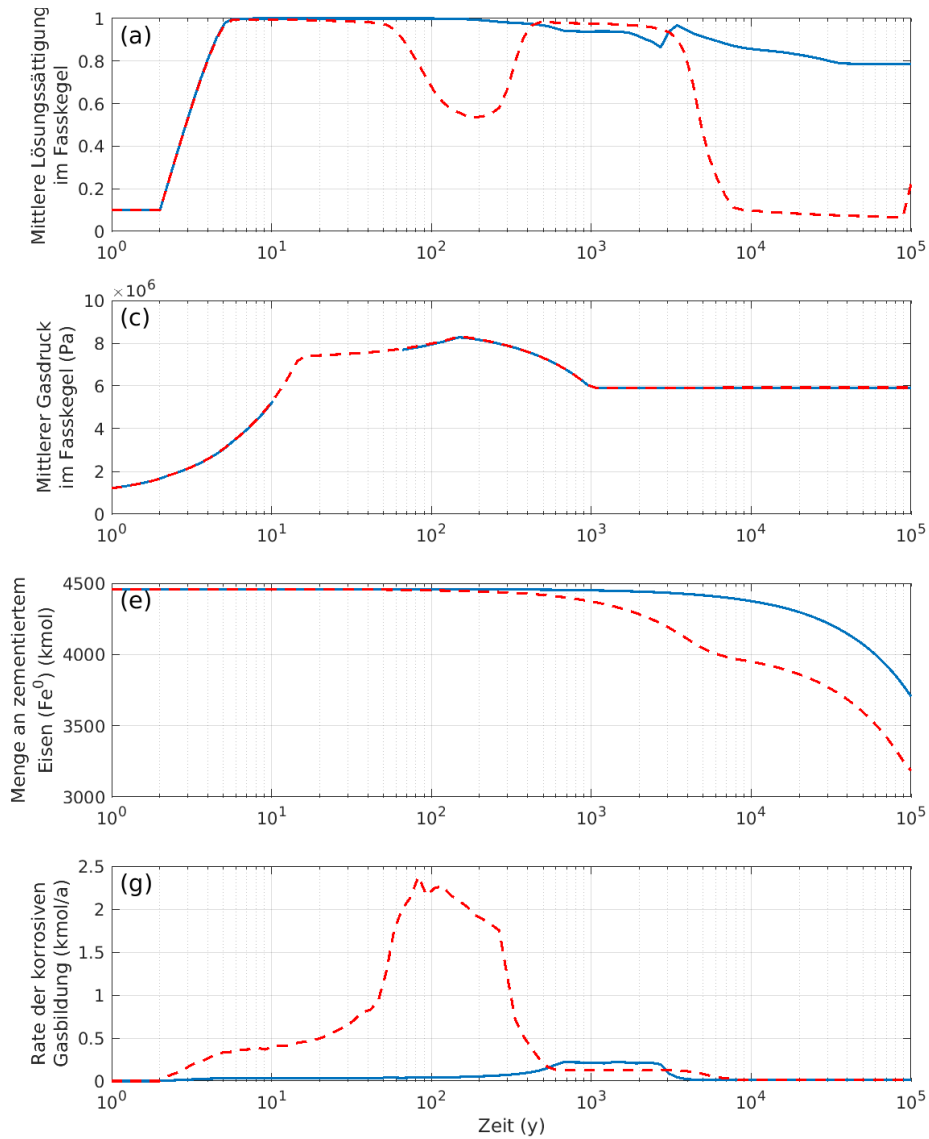 (a)
Mittlere Lösungssättigung
im Fasskegel
1
0.8
0.6
0.4
0.2
0
10^0 10^1 10^2 10^3 10^4 10^5
×10^6
(c)
Mittlerer Gasdruck
im Fasskegel (Pa)
10
8
6
4
2
0
10^0 10^1 10^2 10^3 10^4 10^5
(e)
Menge an zementiertem
Eisen (Fe^0) (kmol)
4500
4000
3500
3000
10^0 10^1 10^2 10^3 10^4 10^5
(g)
Rate der korrosiven
Gasbildung (kmol/a)
2.5
2
1.5
1
0.5
0
10^0 10^1 10^2 10^3 10^4 10^5
Zeit (y)